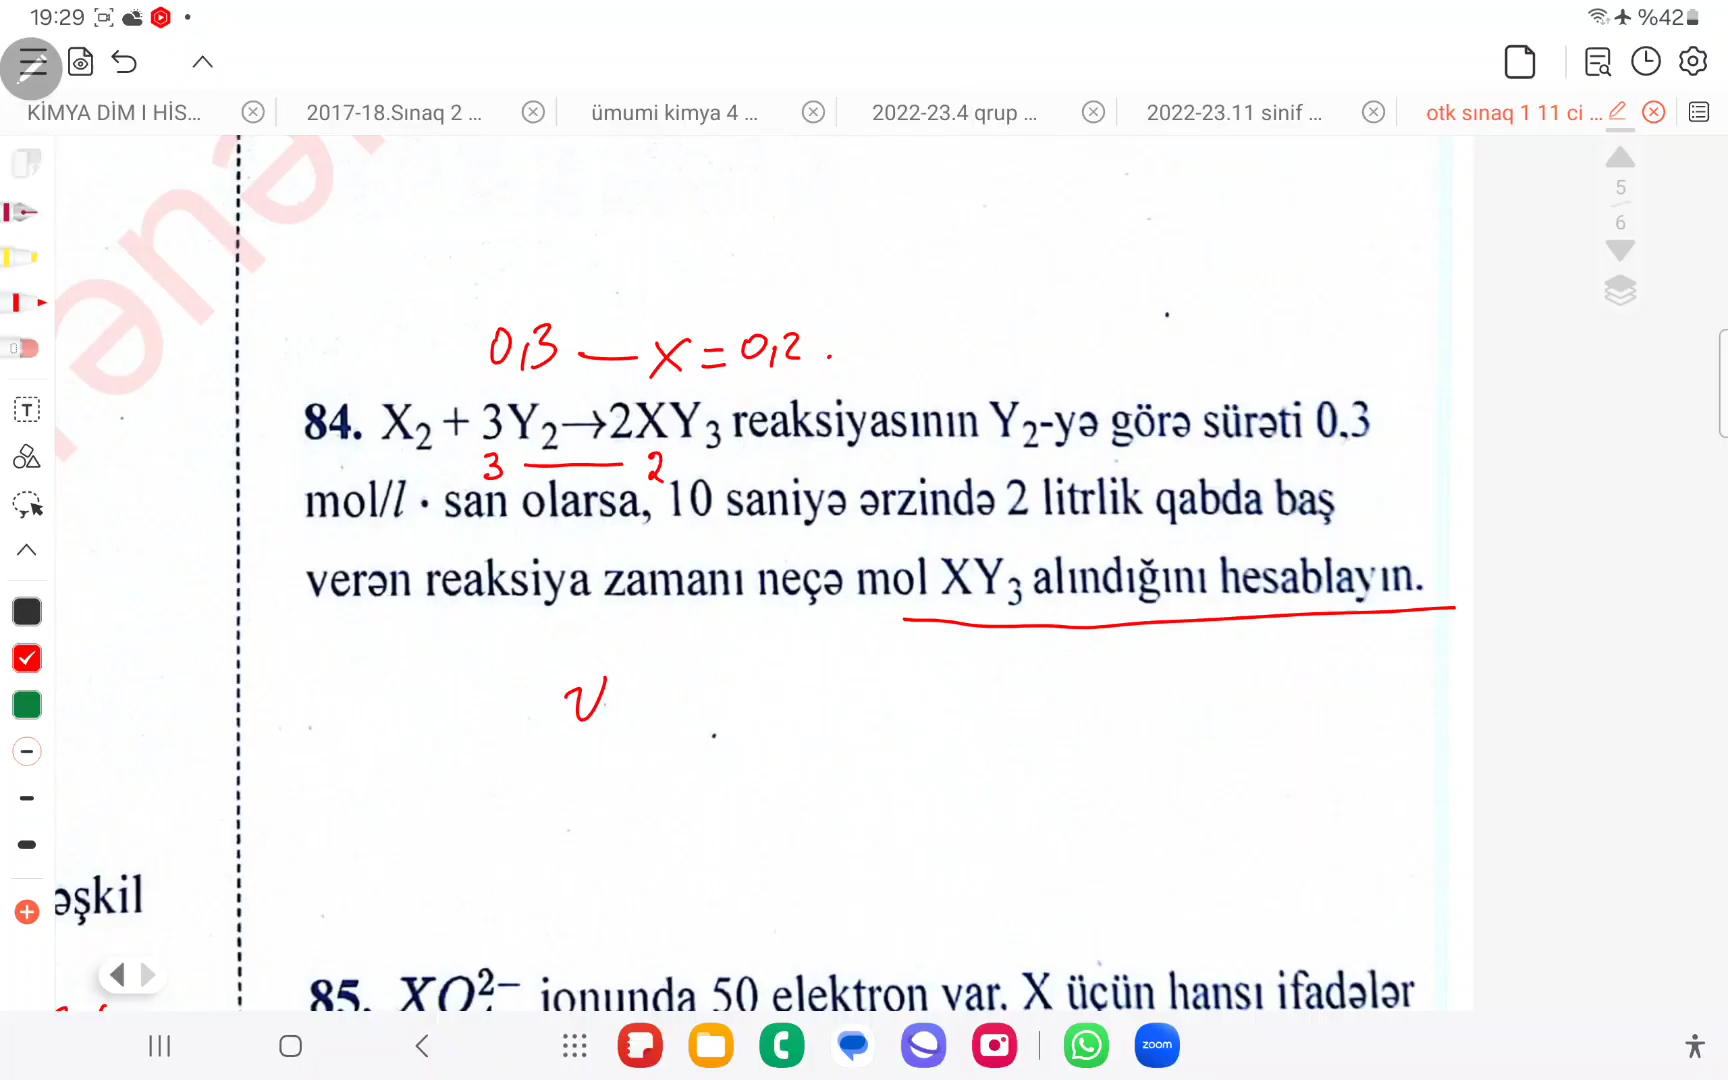 19:29
%42
KİMYA DİM I HİS...
2017-18.Sınaq 2 ...
ümumi kimya 4 ...
2022-23.4 qrup ...
2022-23.11 sinif ...
otk sınaq 1 11 ci ...
5
6
0,3 — x = 0,2 .
84. X₂ + 3Y₂→2XY₃ reaksiyasının Y₂-yə görə sürəti 0,3
3 2
mol/l · san olarsa, 10 saniyə ərzində 2 litrlik qabda baş
verən reaksiya zamanı neçə mol XY₃ alındığını hesablayın.
v
əşkil
85. XO²⁻ ionunda 50 elektron var. X üçün hansı ifadələr
zoom